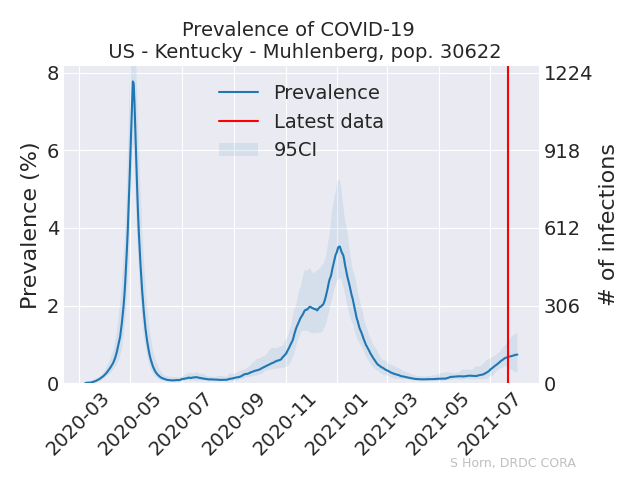 Prevalence of COVID-19
US - Kentucky - Muhlenberg, pop. 30622
Prevalence
Latest data
95CI
Prevalence (%)
8
6
4
2
0
1224
918
612
306
0
# of infections
2020-03
2020-05
2020-07
2020-09
2020-11
2021-01
2021-03
2021-05
2021-07
S Horn, DRDC CORA